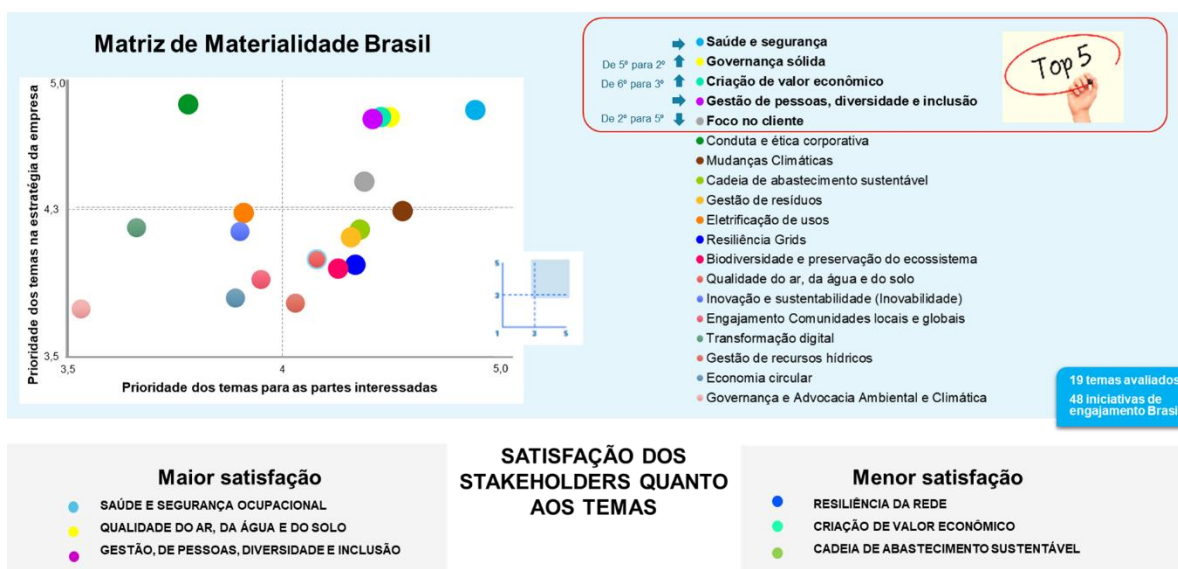 Matriz de Materialidade Brasil
Prioridade dos temas na estratégia da empresa
5,0
4,3
3,5
3,5
4
5,0
Prioridade dos temas para as partes interessadas
5
3
1
3
5
Saúde e segurança
De 5º para 2º
Governança sólida
De 6º para 3º
Criação de valor econômico
Gestão de pessoas, diversidade e inclusão
De 2º para 5º
Foco no cliente
Top 5
Conduta e ética corporativa
Mudanças Climáticas
Cadeia de abastecimento sustentável
Gestão de resíduos
Eletrificação de usos
Resiliência Grids
Biodiversidade e preservação do ecossistema
Qualidade do ar, da água e do solo
Inovação e sustentabilidade (Inovabilidade)
Engajamento Comunidades locais e globais
Transformação digital
Gestão de recursos hídricos
Economia circular
Governança e Advocacia Ambiental e Climática
19 temas avaliados
48 iniciativas de
engajamento Brasil
Maior satisfação
SAÚDE E SEGURANÇA OCUPACIONAL
QUALIDADE DO AR, DA ÁGUA E DO SOLO
GESTÃO, DE PESSOAS, DIVERSIDADE E INCLUSÃO
SATISFAÇÃO DOS
STAKEHOLDERS QUANTO
AOS TEMAS
Menor satisfação
RESILIÊNCIA DA REDE
CRIAÇÃO DE VALOR ECONÔMICO
CADEIA DE ABASTECIMENTO SUSTENTÁVEL